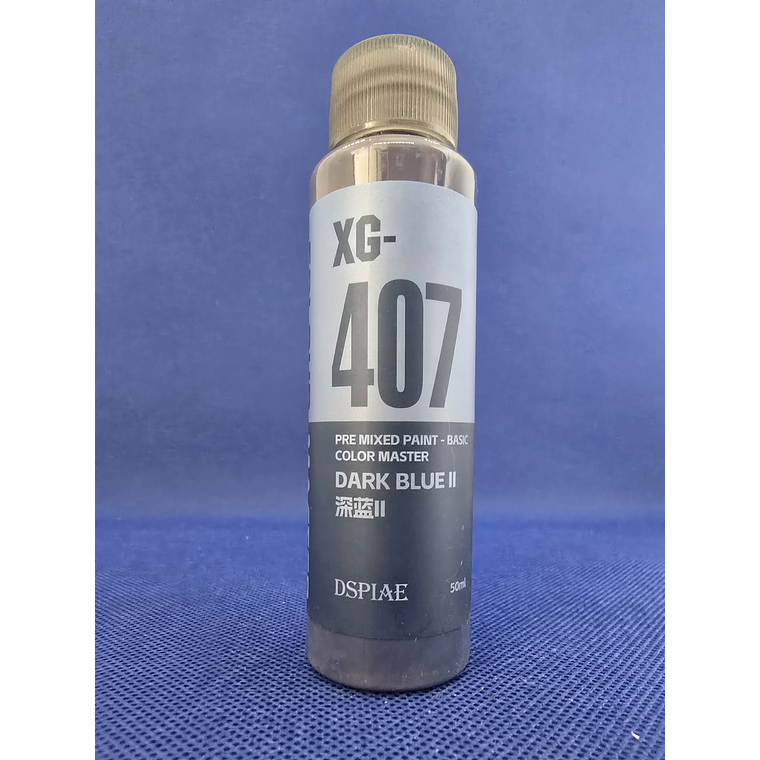 XG-
407
PRE MIXED PAINT - BASIC
COLOR MASTER
DARK BLUE II
深蓝II
DSPIAE
50ml